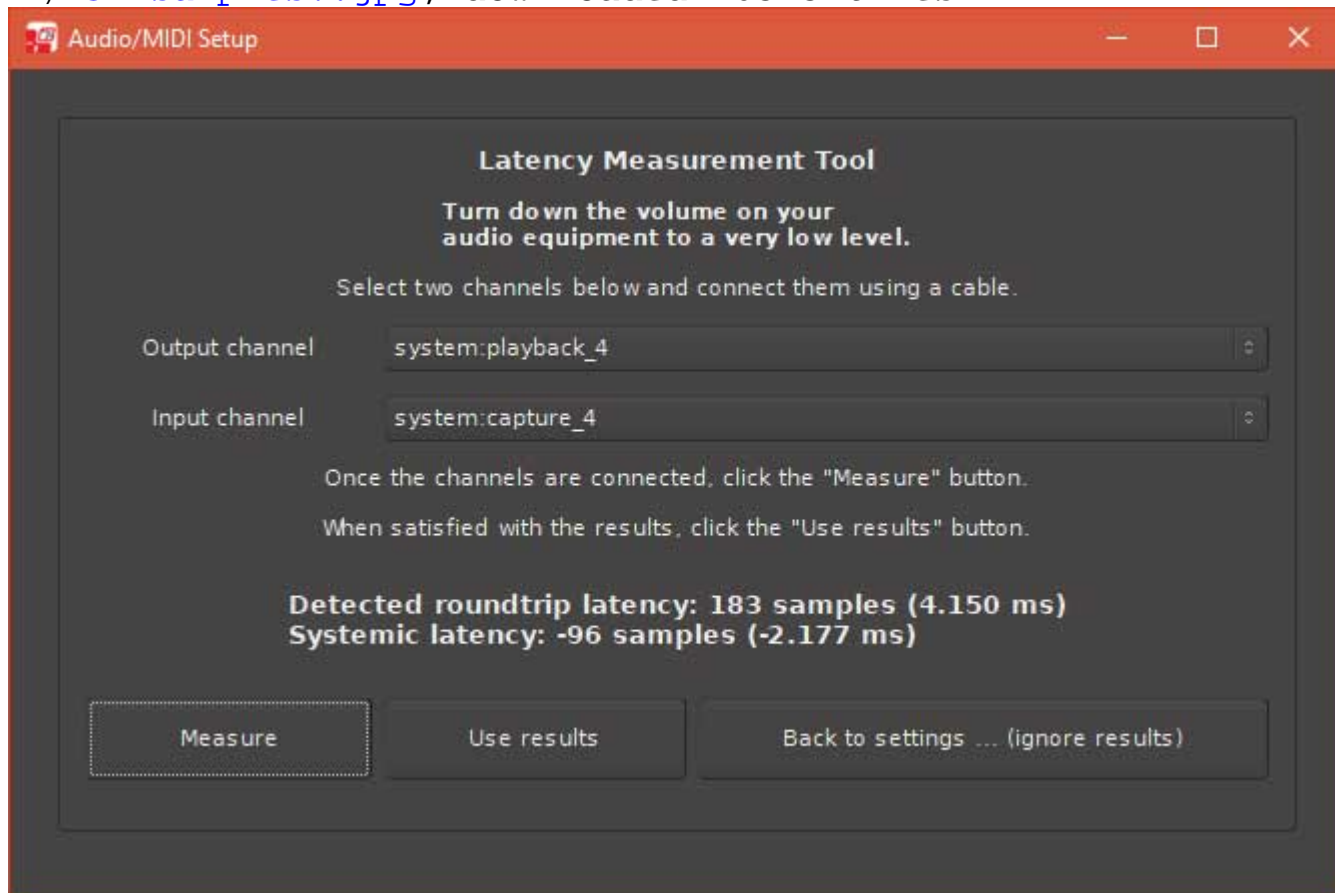 Audio/MIDI Setup
Latency Measurement Tool
Turn down the volume on your
audio equipment to a very low level.
Select two channels below and connect them using a cable.
Output channel system:playback_4
Input channel system:capture_4
Once the channels are connected, click the "Measure" button.
When satisfied with the results, click the "Use results" button.
Detected roundtrip latency: 183 samples (4.150 ms)
Systemic latency: -96 samples (-2.177 ms)
Measure Use results Back to settings ... (ignore results)